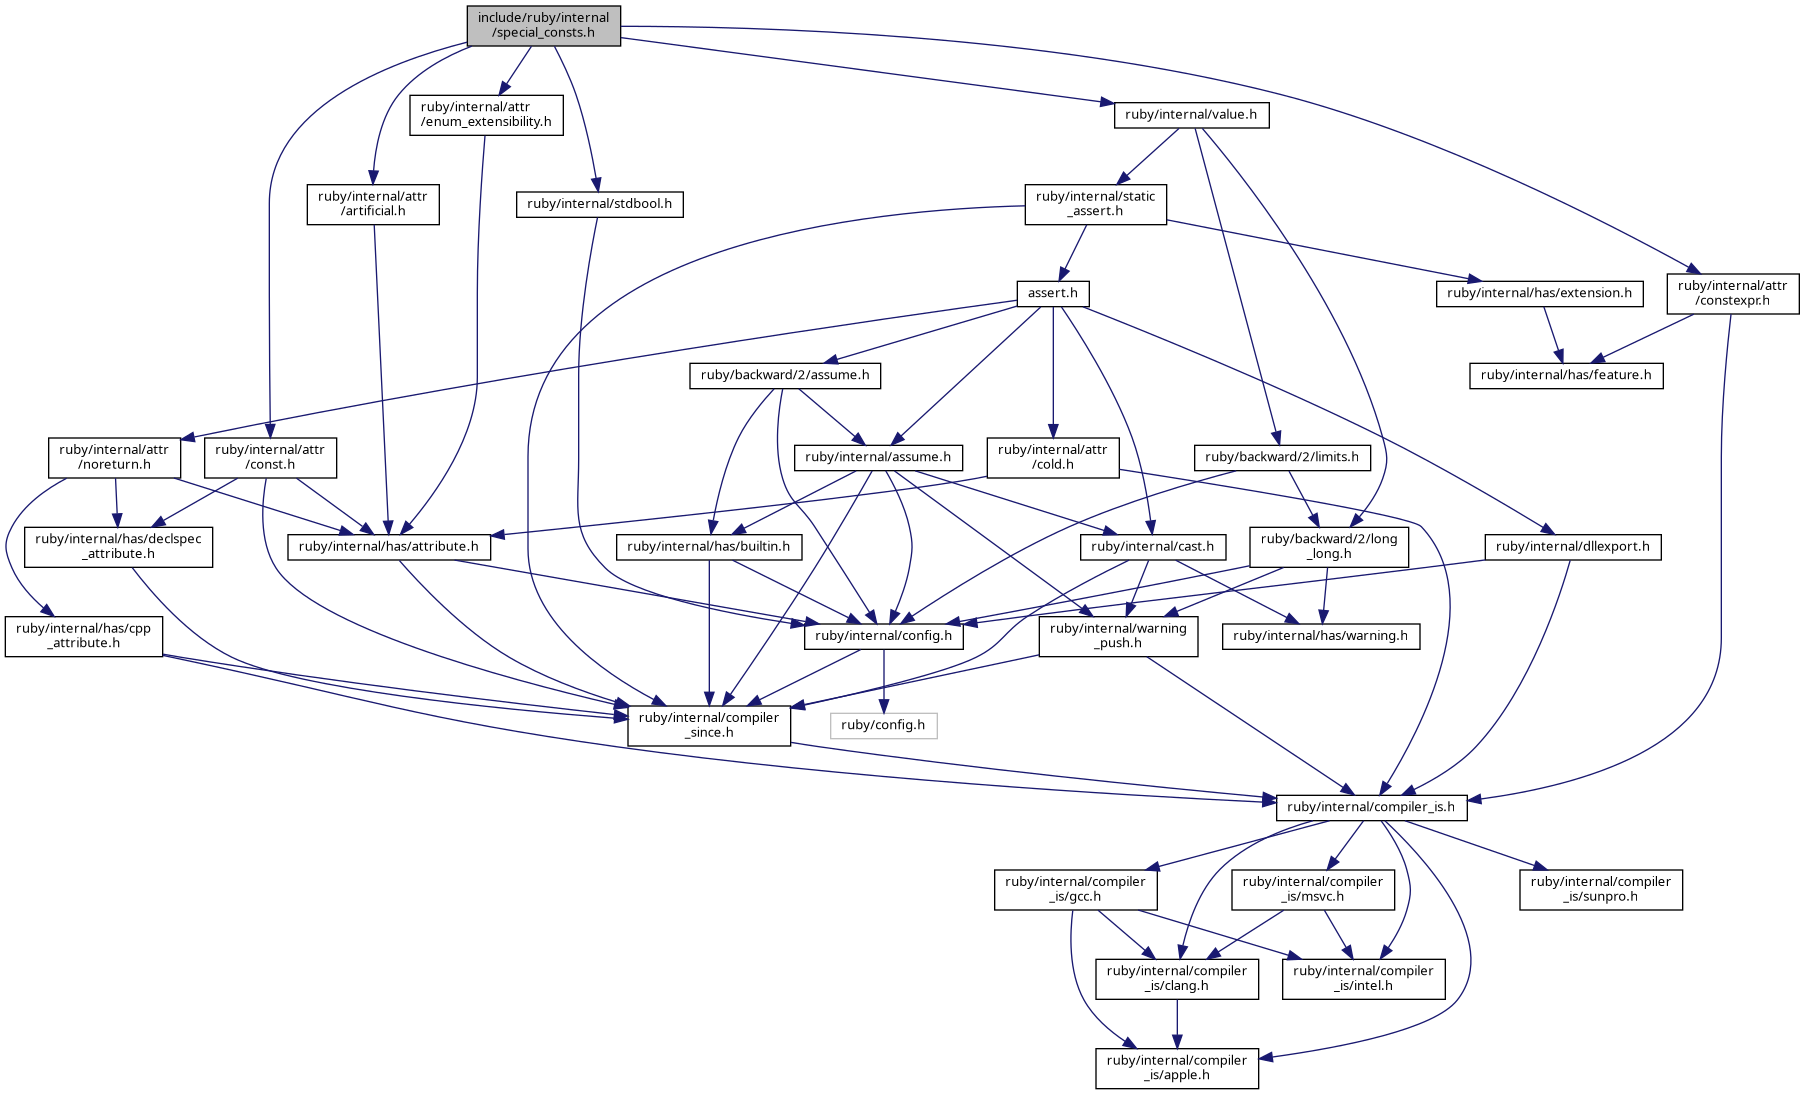 include/ruby/internal
/special_consts.h
ruby/internal/attr
/enum_extensibility.h
ruby/internal/value.h
ruby/internal/attr
/artificial.h
ruby/internal/stdbool.h
ruby/internal/static
_assert.h
assert.h
ruby/internal/has/extension.h
ruby/internal/attr
/constexpr.h
ruby/backward/2/assume.h
ruby/internal/has/feature.h
ruby/internal/attr
/noreturn.h
ruby/internal/attr
/const.h
ruby/internal/assume.h
ruby/internal/attr
/cold.h
ruby/backward/2/limits.h
ruby/internal/has/declspec
_attribute.h
ruby/internal/has/attribute.h
ruby/internal/has/builtin.h
ruby/internal/cast.h
ruby/backward/2/long
_long.h
ruby/internal/dllexport.h
ruby/internal/has/cpp
_attribute.h
ruby/internal/config.h
ruby/internal/warning
_push.h
ruby/internal/has/warning.h
ruby/internal/compiler
_since.h
ruby/config.h
ruby/internal/compiler_is.h
ruby/internal/compiler
_is/gcc.h
ruby/internal/compiler
_is/msvc.h
ruby/internal/compiler
_is/sunpro.h
ruby/internal/compiler
_is/clang.h
ruby/internal/compiler
_is/intel.h
ruby/internal/compiler
_is/apple.h